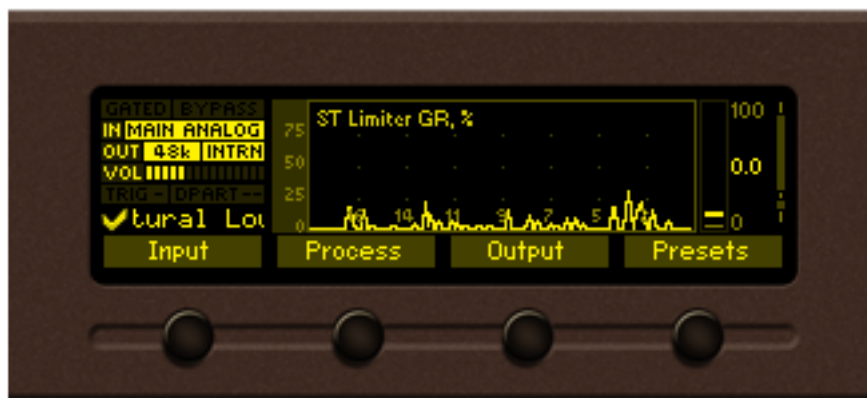 GATED BYPASS
IN MAIN ANALOG
OUT 48k INTRN
VOL
TRIG - DPART --
tural Lou
ST Limiter GR, %
75
50
25
0
14 11 9 7 5
100
0.0
0
Input Process Output Presets